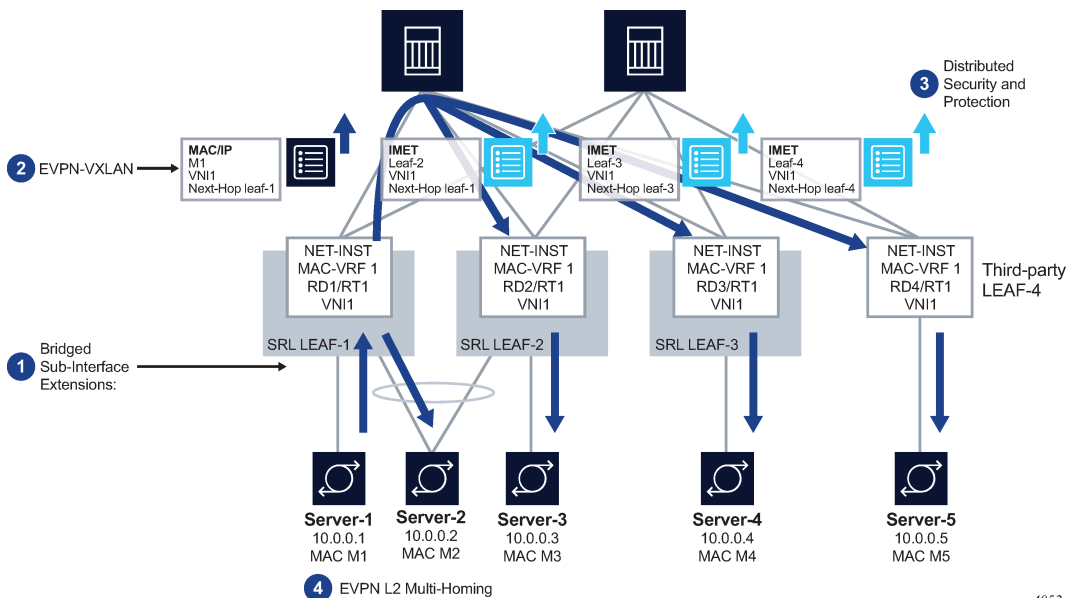 3
Distributed
Security and
Protection
2
EVPN-VXLAN
MAC/IP
M1
VNI1
Next-Hop leaf-1
IMET
Leaf-2
VNI1
Next-Hop leaf-1
IMET
Leaf-3
VNI1
Next-Hop leaf-3
IMET
Leaf-4
VNI1
Next-Hop leaf-4
NET-INST
MAC-VRF 1
RD1/RT1
VNI1
SRL LEAF-1
NET-INST
MAC-VRF 1
RD2/RT1
VNI1
SRL LEAF-2
NET-INST
MAC-VRF 1
RD3/RT1
VNI1
SRL LEAF-3
NET-INST
MAC-VRF 1
RD4/RT1
VNI1
Third-party
LEAF-4
1
Bridged
Sub-Interface
Extensions:
Server-1
10.0.0.1
MAC M1
Server-2
10.0.0.2
MAC M2
Server-3
10.0.0.3
MAC M3
Server-4
10.0.0.4
MAC M4
Server-5
10.0.0.5
MAC M5
4
EVPN L2 Multi-Homing